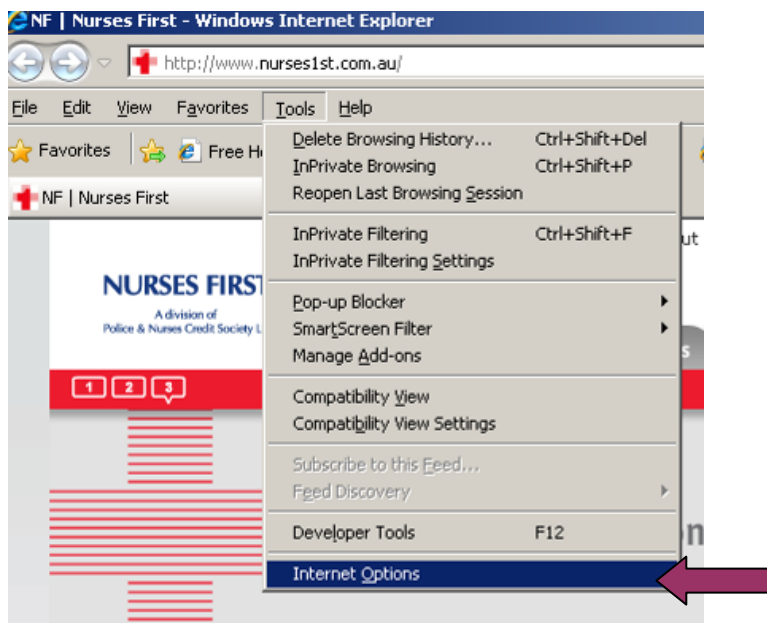 NF | Nurses First - Windows Internet Explorer
http://www.nurses1st.com.au/
File Edit View Favorites Tools Help
Favorites Free
NF | Nurses First
Delete Browsing History... Ctrl+Shift+Del
InPrivate Browsing Ctrl+Shift+P
Reopen Last Browsing Session
InPrivate Filtering Ctrl+Shift+F
InPrivate Filtering Settings
Pop-up Blocker
SmartScreen Filter
Manage Add-ons
Compatibility View
Compatibility View Settings
Subscribe to this Feed...
Feed Discovery
Developer Tools F12
Internet Options
NURSES FIRST
A division of
Police & Nurses Credit Society L
1 2 3